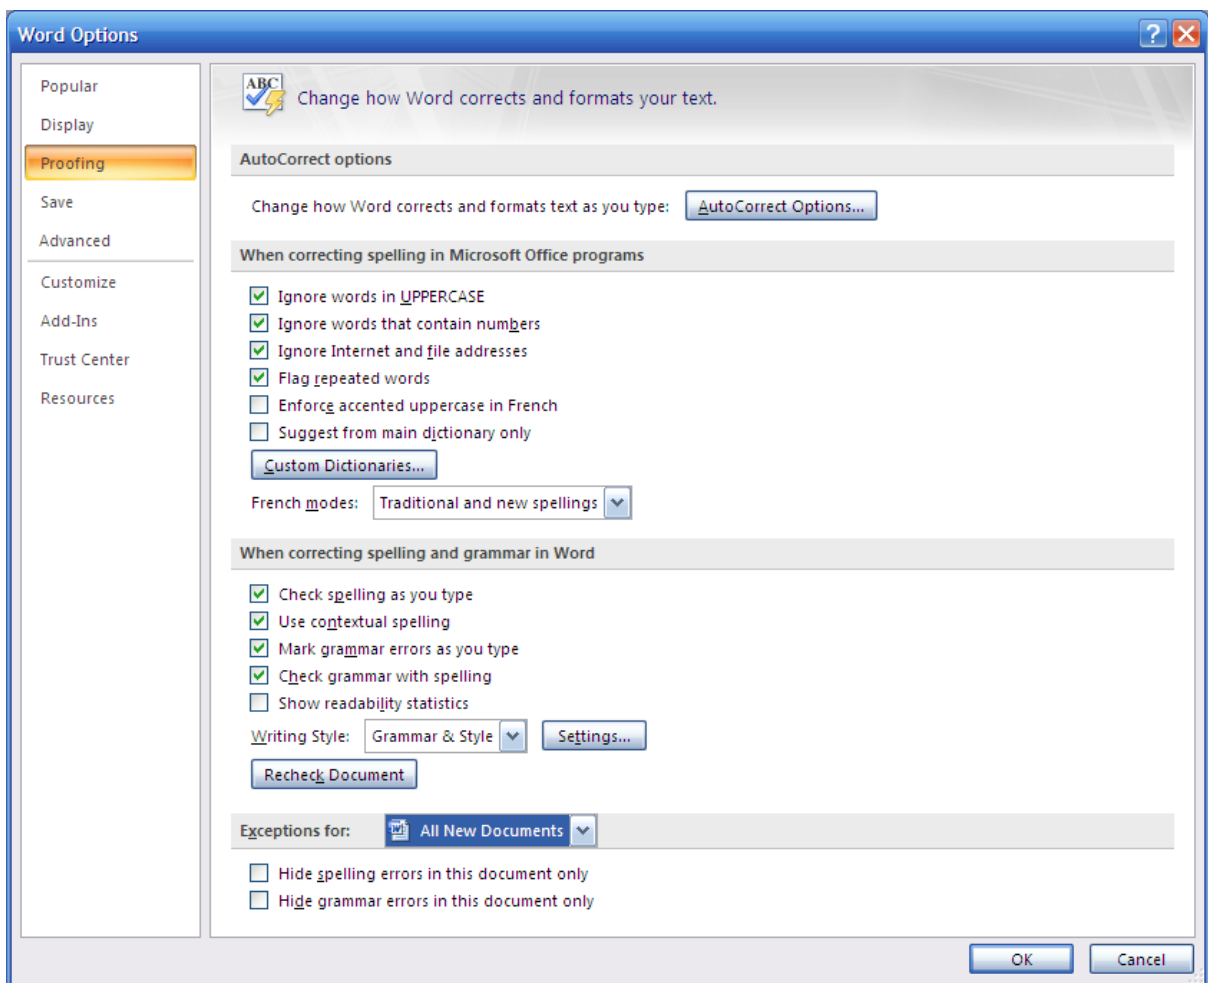 Word Options
Popular
Display
Proofing
Save
Advanced
Customize
Add-Ins
Trust Center
Resources
ABC
Change how Word corrects and formats your text.
AutoCorrect options
Change how Word corrects and formats text as you type: AutoCorrect Options...
When correcting spelling in Microsoft Office programs
Ignore words in UPPERCASE
Ignore words that contain numbers
Ignore Internet and file addresses
Flag repeated words
Enforce accented uppercase in French
Suggest from main dictionary only
Custom Dictionaries...
French modes: Traditional and new spellings
When correcting spelling and grammar in Word
Check spelling as you type
Use contextual spelling
Mark grammar errors as you type
Check grammar with spelling
Show readability statistics
Writing Style: Grammar & Style Settings...
Recheck Document
Exceptions for: All New Documents
Hide spelling errors in this document only
Hide grammar errors in this document only
OK Cancel